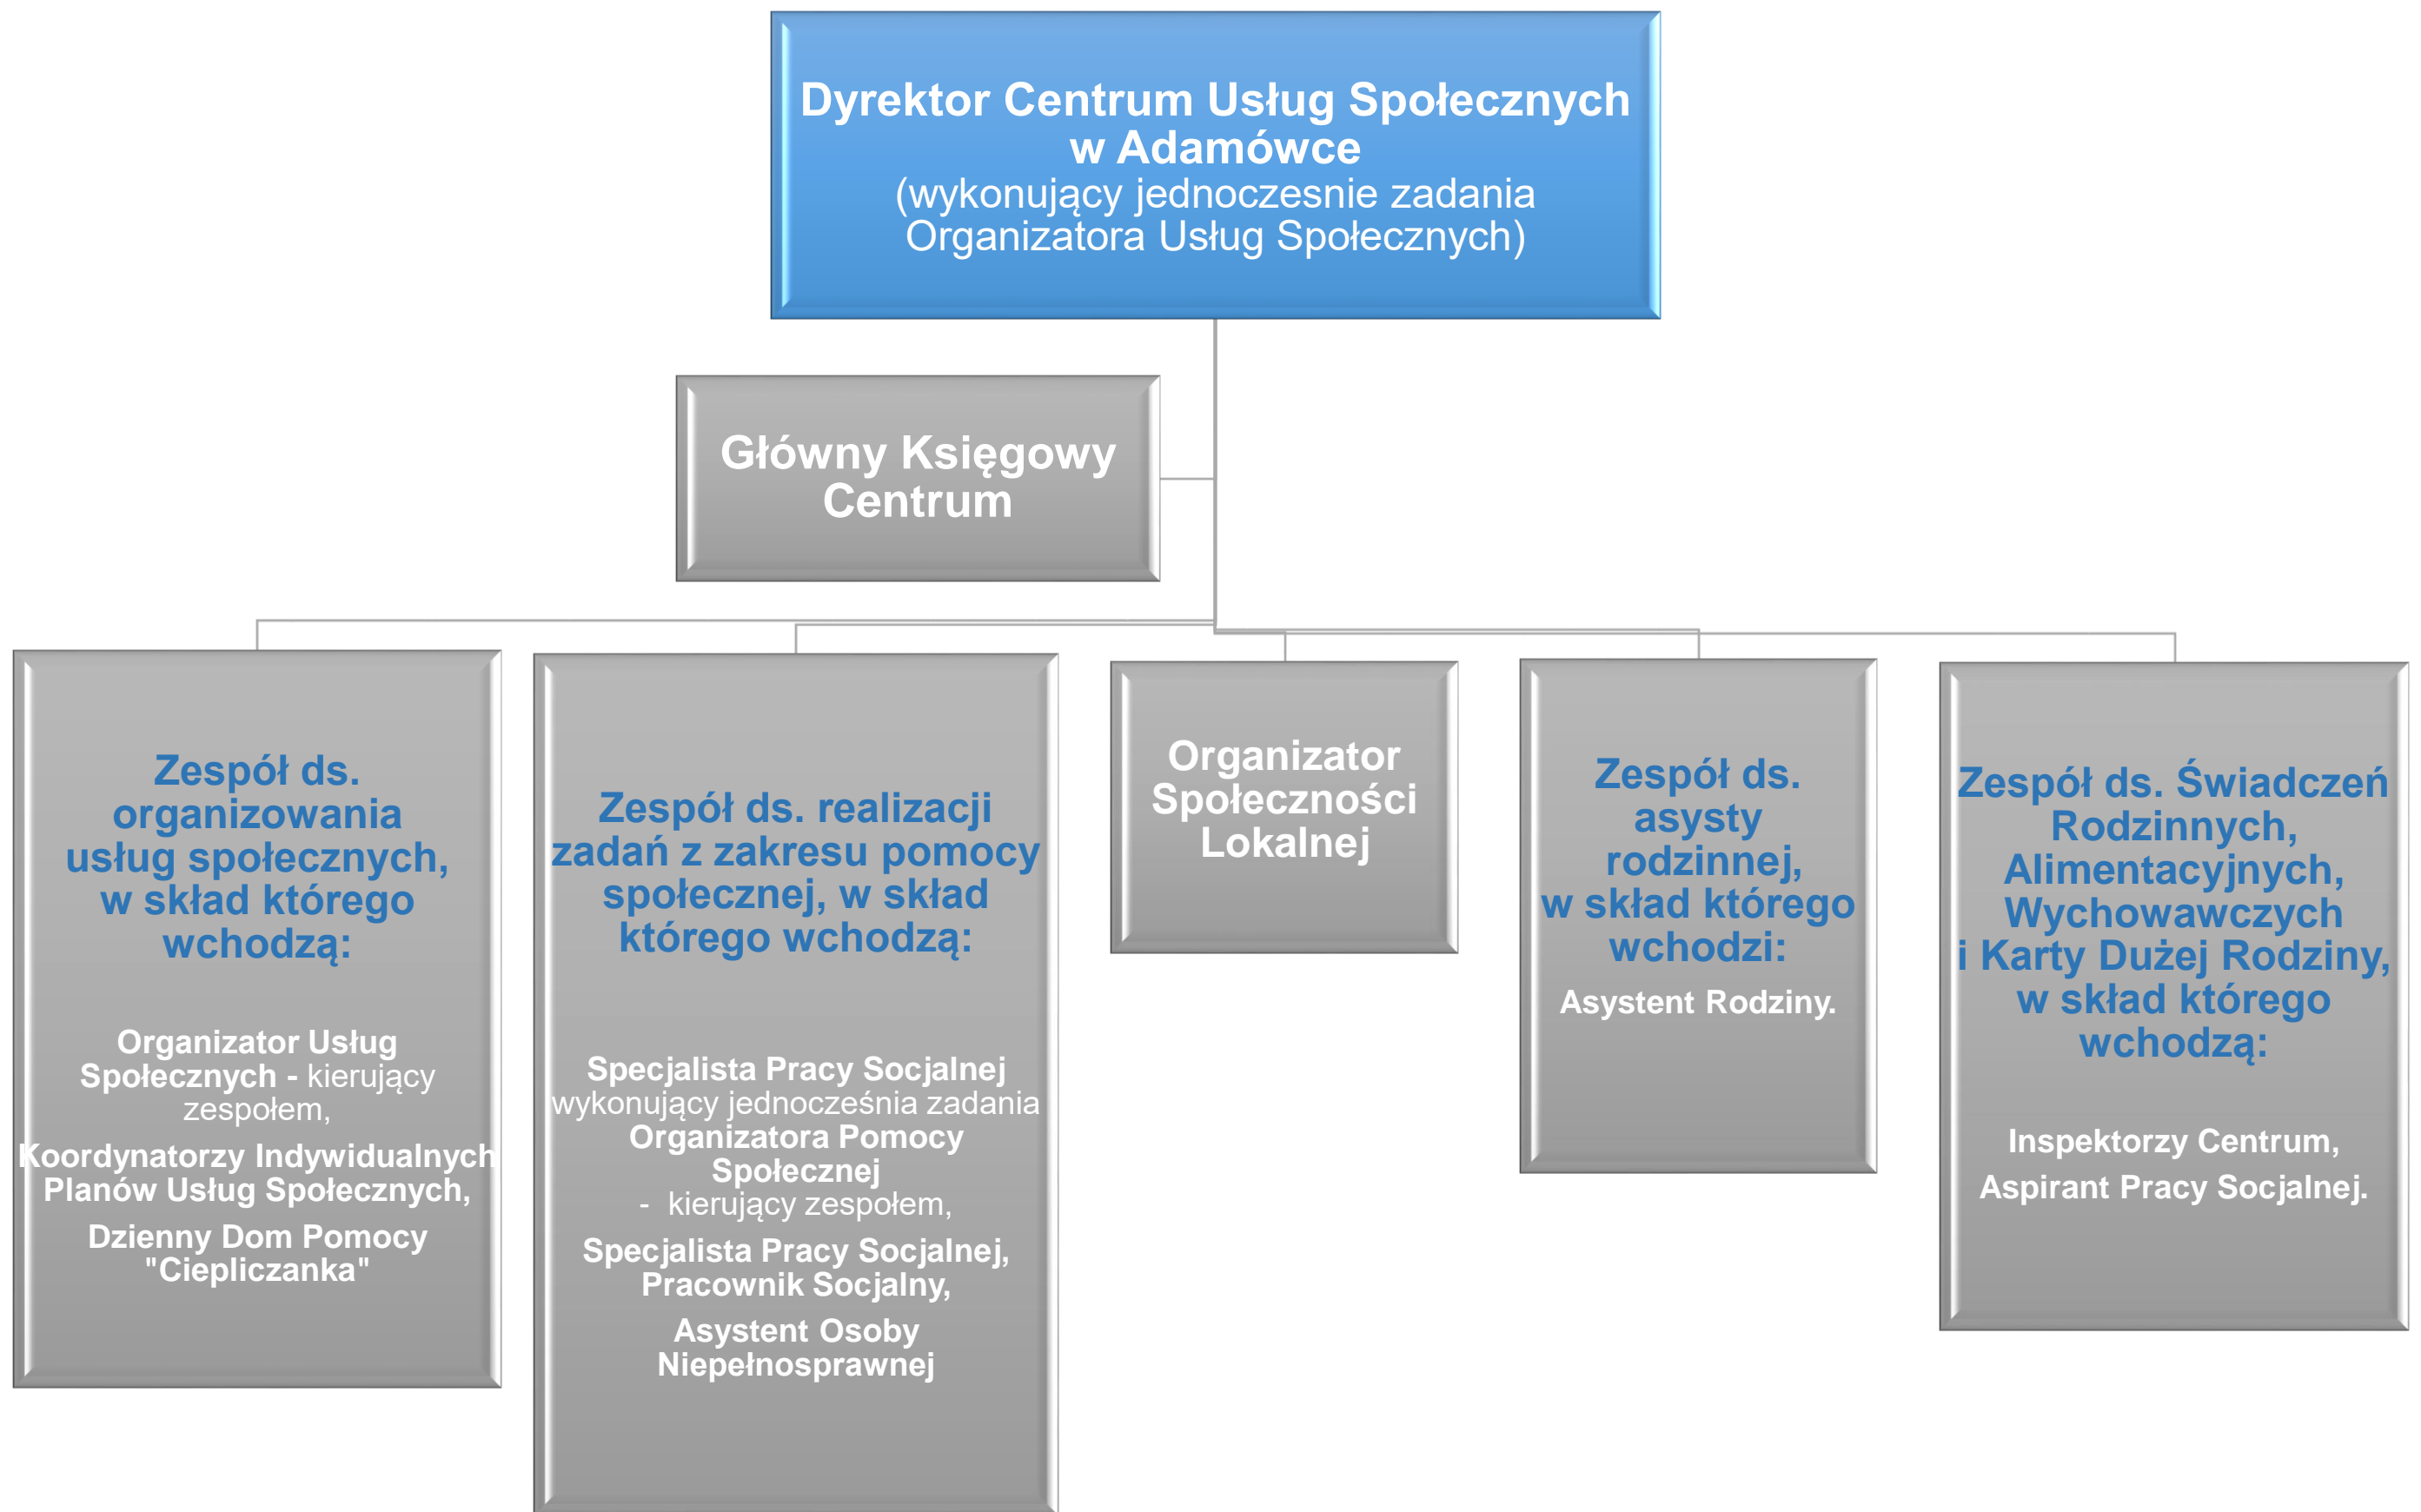 Dyrektor Centrum Usług Społecznych
w Adamówce
(wykonujący jednoczesnie zadania
Organizatora Usług Społecznych)
Główny Księgowy
Centrum
Zespół ds.
organizowania
usług społecznych,
w skład którego
wchodzą:
Organizator Usług
Społecznych - kierujący
zespołem,
Koordynatorzy Indywidualnych
Planów Usług Społecznych,
Dzienny Dom Pomocy
"Ciepliczanka"
Zespół ds. realizacji
zadań z zakresu pomocy
społecznej, w skład
którego wchodzą:
Specjalista Pracy Socjalnej
wykonujący jednocześnia zadania
Organizatora Pomocy
Społecznej
- kierujący zespołem,
Specjalista Pracy Socjalnej,
Pracownik Socjalny,
Asystent Osoby
Niepełnosprawnej
Organizator
Społeczności
Lokalnej
Zespół ds.
asysty
rodzinnej,
w skład którego
wchodzi:
Asystent Rodziny.
Zespół ds. Świadczeń
Rodzinnych,
Alimentacyjnych,
Wychowawczych
i Karty Dużej Rodziny,
w skład którego
wchodzą:
Inspektorzy Centrum,
Aspirant Pracy Socjalnej.